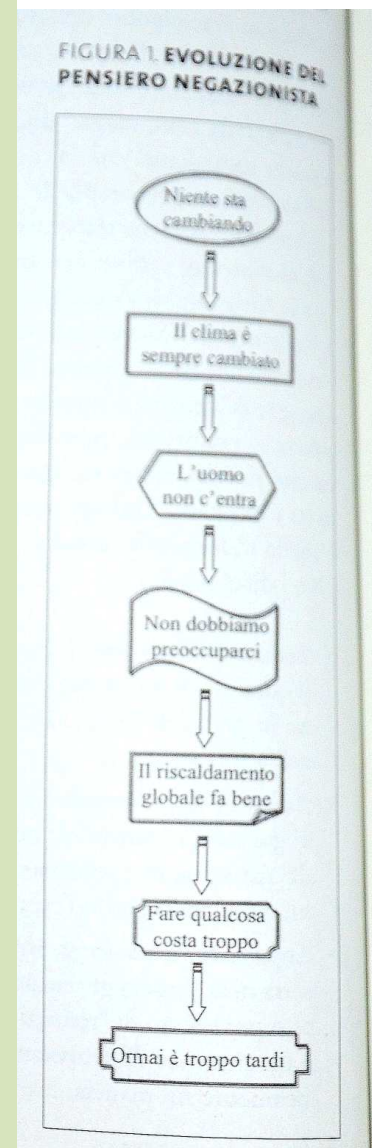 FIGURA 1. EVOLUZIONE DEL
PENSIERO NEGAZIONISTA
Niente sta
cambiando
Il clima è
sempre cambiato
L'uomo
non c'entra
Non dobbiamo
preoccuparci
Il riscaldamento
globale fa bene
Fare qualcosa
costa troppo
Ormai è troppo tardi